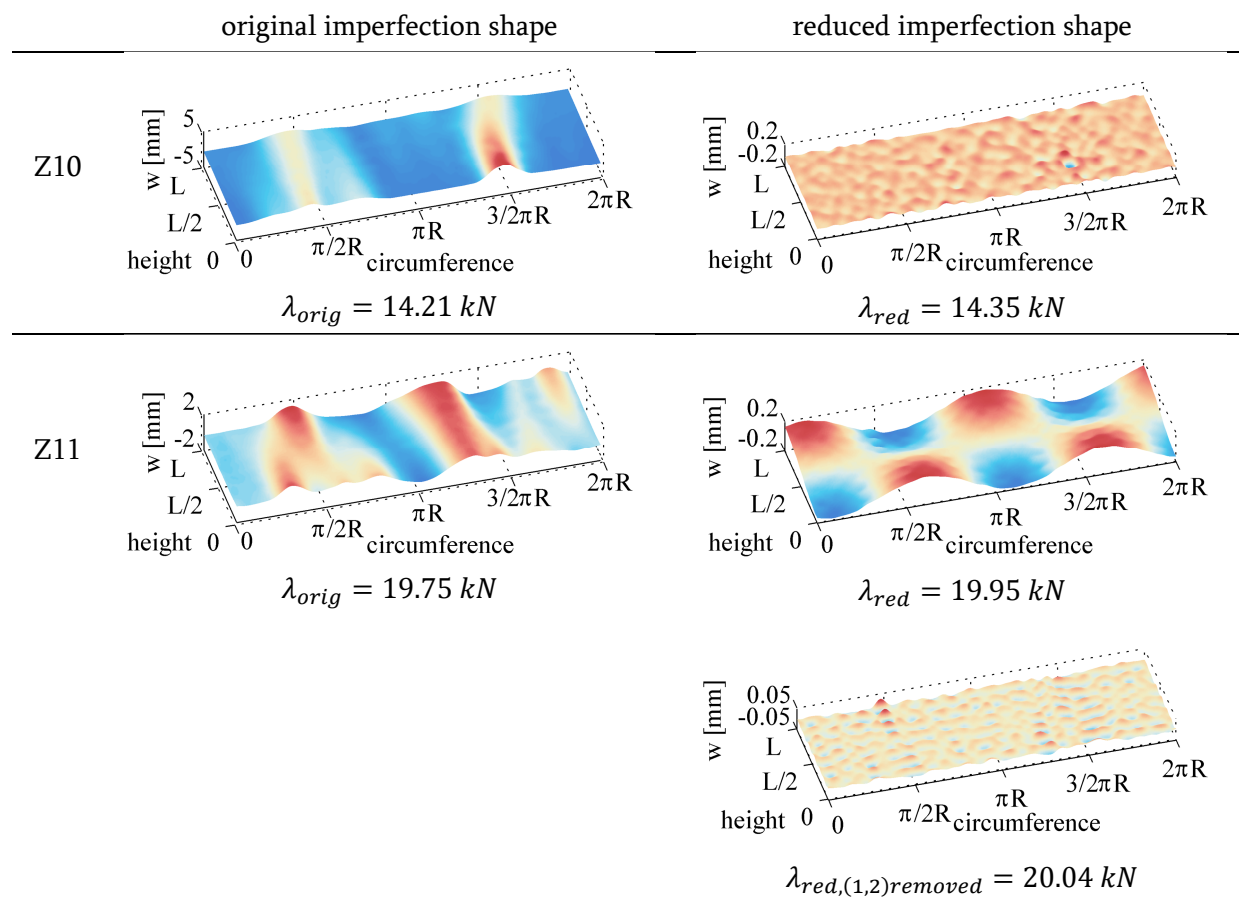 original imperfection shape
reduced imperfection shape
Z10
5
-5
w [mm]
L
L/2
height 0
0
π/2R
πR
3/2πR
2πR
circumference
λorig = 14.21 kN
0.2
-0.2
w [mm]
L
L/2
height 0
0
π/2R
πR
3/2πR
2πR
circumference
λred = 14.35 kN
Z11
2
-2
w [mm]
L
L/2
height 0
0
π/2R
πR
3/2πR
2πR
circumference
λorig = 19.75 kN
0.2
-0.2
w [mm]
L
L/2
height 0
0
π/2R
πR
3/2πR
2πR
circumference
λred = 19.95 kN
0.05
-0.05
w [mm]
L
L/2
height 0
0
π/2R
πR
3/2πR
2πR
circumference
λred,(1,2)removed = 20.04 kN